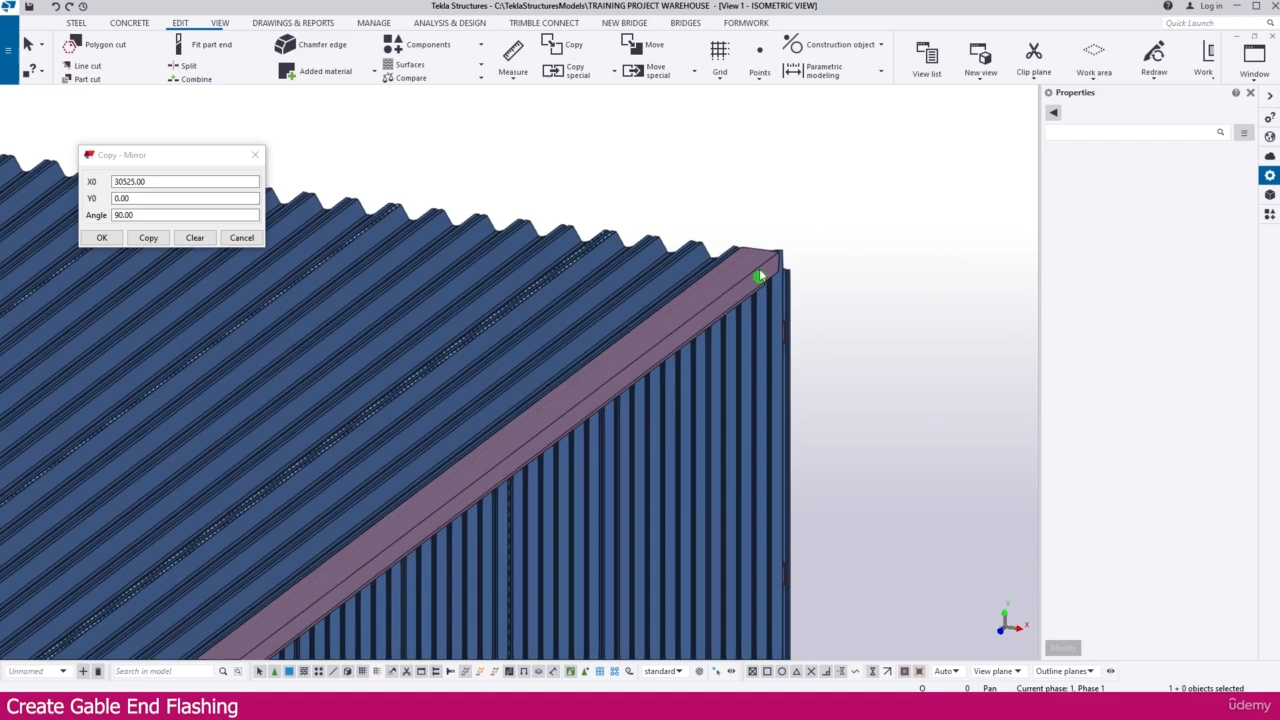 Tekla Structures - C:\TeklaStructuresModels\TRAINING PROJECT WAREHOUSE - [View 1 - ISOMETRIC VIEW]
Log in
STEEL CONCRETE EDIT VIEW DRAWINGS & REPORTS MANAGE ANALYSIS & DESIGN TRIMBLE CONNECT NEW BRIDGE BRIDGES FORMWORK
Quick Launch
Polygon cut
Line cut
Part cut
Fit part end
Split
Combine
Chamfer edge
Added material
Components
Surfaces
Compare
Measure
Copy
Copy special
Move
Move special
Grid
Points
Construction object
Parametric modeling
View list
New view
Clip plane
Work area
Redraw
Work
Window
Properties
Copy - Mirror
X0 30525.00
Y0 0.00
Angle 90.00
OK Copy Clear Cancel
Y
X
Modify
Unnamed
Search in model
standard
Auto
View plane
Outline planes
O 0 Pan Current phase: 1, Phase 1 1 + 0 objects selected
Create Gable End Flashing
ûdemy